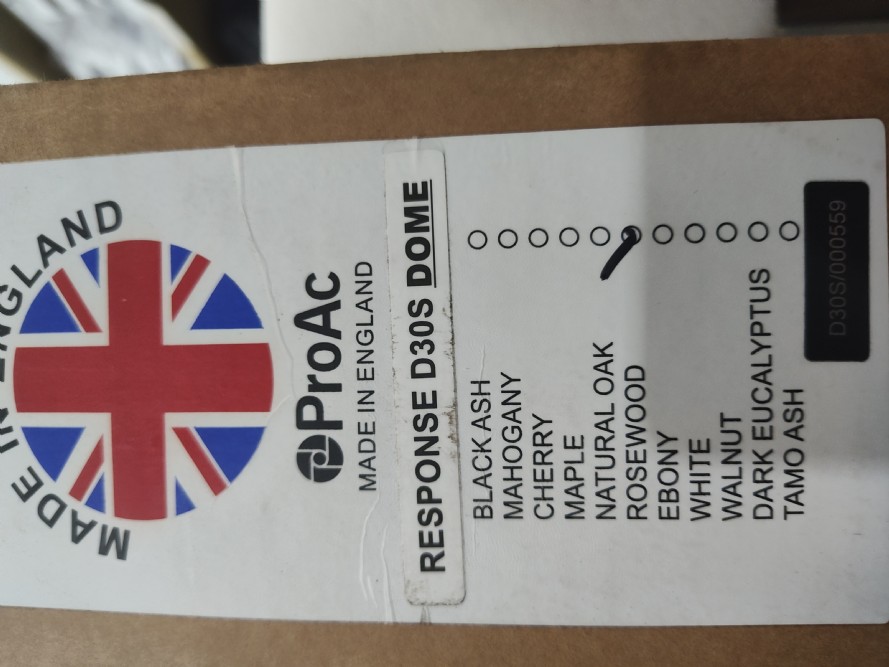 MADE IN ENGLAND
ProAc
MADE IN ENGLAND
RESPONSE D30S DOME
BLACK ASH
MAHOGANY
CHERRY
MAPLE
NATURAL OAK
ROSEWOOD
EBONY
WHITE
WALNUT
DARK EUCALYPTUS
TAMO ASH
D30S/000559